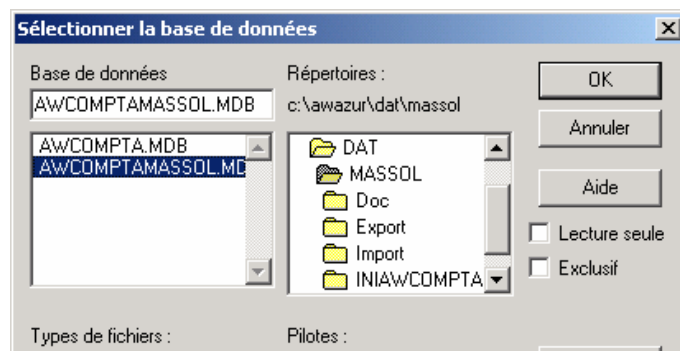 Sélectionner la base de données
Base de données
AWCOMPTAMASSOL.MDB
AWCOMPTA.MDB
AWCOMPTAMASSOL.MD
Répertoires :
c:\awazur\dat\massol
DAT
MASSOL
Doc
Export
Import
INIAWCOMPTA
OK
Annuler
Aide
Lecture seule
Exclusif
Types de fichiers :
Pilotes :